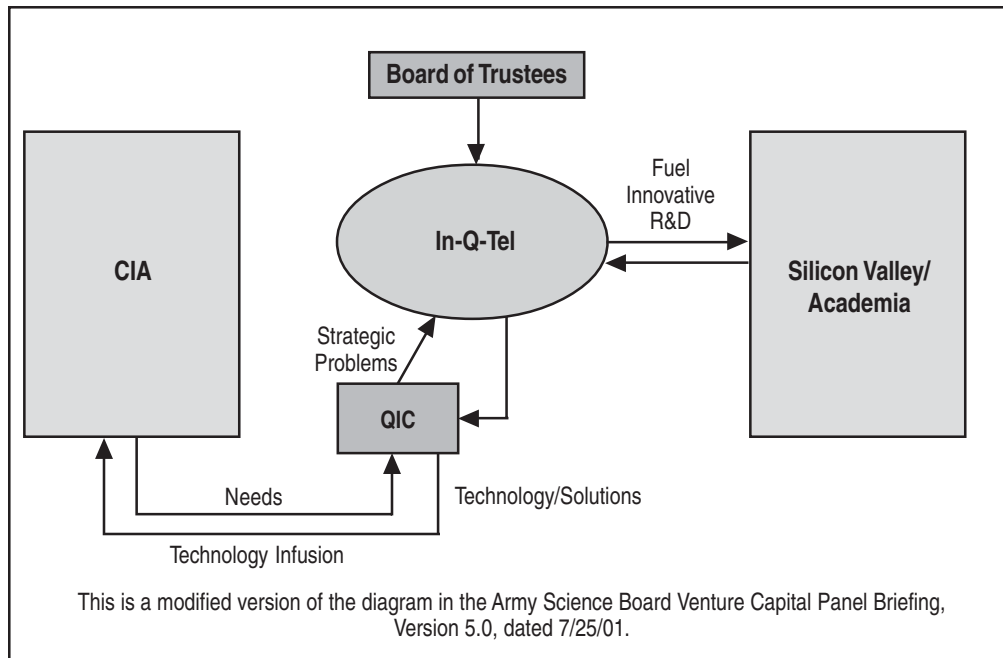 Board of Trustees
CIA
In-Q-Tel
Fuel
Innovative
R&D
Silicon Valley/
Academia
Strategic
Problems
QIC
Needs
Technology/Solutions
Technology Infusion
This is a modified version of the diagram in the Army Science Board Venture Capital Panel Briefing,
Version 5.0, dated 7/25/01.